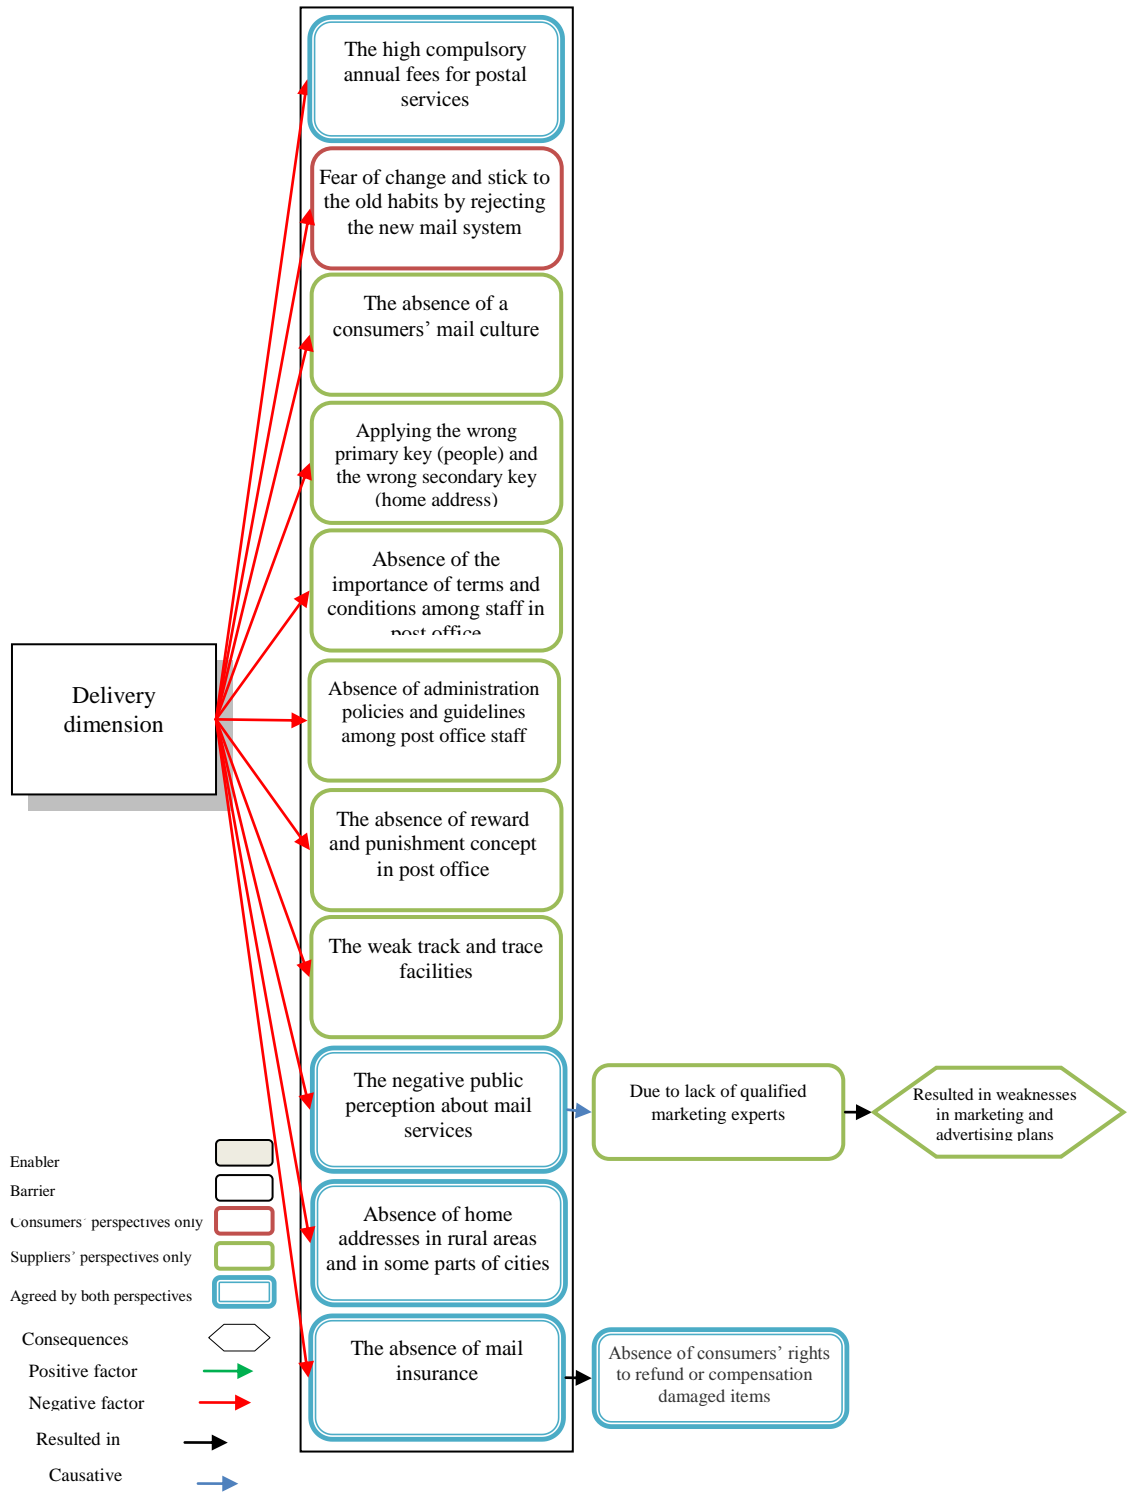 The high compulsory
annual fees for postal
services
Fear of change and stick to
the old habits by rejecting
the new mail system
The absence of a
consumers’ mail culture
Applying the wrong
primary key (people) and
the wrong secondary key
(home address)
Absence of the
importance of terms and
conditions among staff in
post office
Delivery
dimension
Absence of administration
policies and guidelines
among post office staff
The absence of reward
and punishment concept
in post office
The weak track and trace
facilities
The negative public
perception about mail
services
Due to lack of qualified
marketing experts
Resulted in weaknesses
in marketing and
advertising plans
Absence of home
addresses in rural areas
and in some parts of cities
The absence of mail
insurance
Absence of consumers’ rights
to refund or compensation
damaged items
Enabler
Barrier
Consumers’ perspectives only
Suppliers’ perspectives only
Agreed by both perspectives
Consequences
Positive factor
Negative factor
Resulted in
Causative